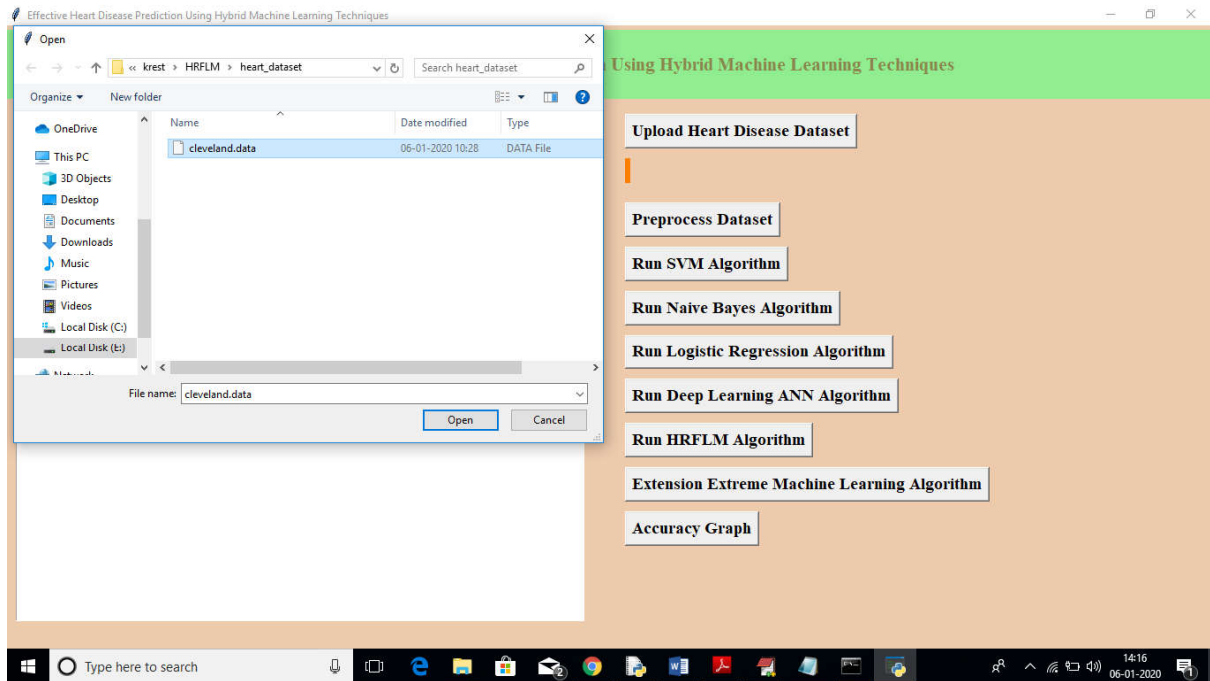 Effective Heart Disease Prediction Using Hybrid Machine Learning Techniques
Open
« krest › HRFLM › heart_dataset
Search heart_dataset
Using Hybrid Machine Learning Techniques
Organize
New folder
OneDrive
This PC
3D Objects
Desktop
Documents
Downloads
Music
Pictures
Videos
Local Disk (C:)
Local Disk (E:)
Network
Name
Date modified
Type
cleveland.data
06-01-2020 10:28
DATA File
File name:
cleveland.data
Open
Cancel
Upload Heart Disease Dataset
Preprocess Dataset
Run SVM Algorithm
Run Naive Bayes Algorithm
Run Logistic Regression Algorithm
Run Deep Learning ANN Algorithm
Run HRFLM Algorithm
Extension Extreme Machine Learning Algorithm
Accuracy Graph
Type here to search
14:16
06-01-2020